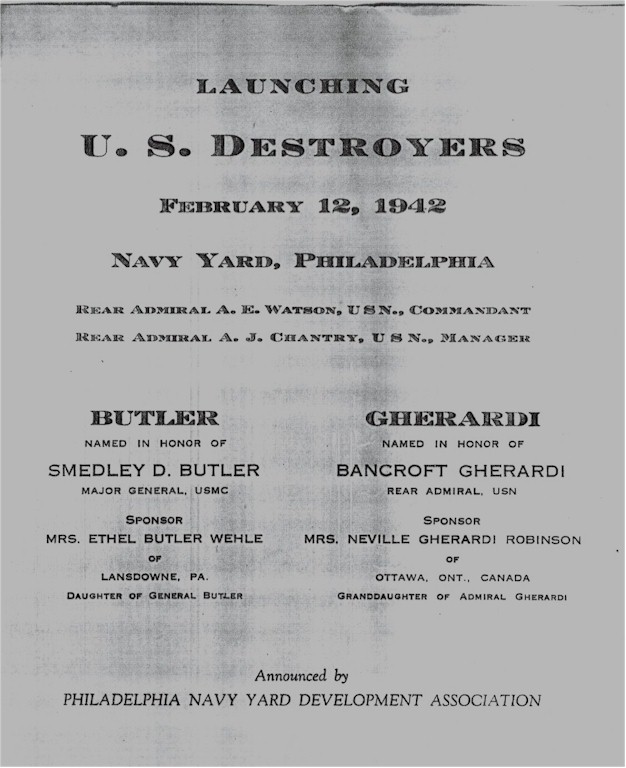 LAUNCHING
U. S. DESTROYERS
FEBRUARY 12, 1942
NAVY YARD, PHILADELPHIA
REAR ADMIRAL A. E. WATSON, USN., COMMANDANT
REAR ADMIRAL A. J. CHANTRY, U S N., MANAGER
BUTLER
NAMED IN HONOR OF
SMEDLEY D. BUTLER
MAJOR GENERAL, USMC
SPONSOR
MRS. ETHEL BUTLER WEHLE
OF
LANSDOWNE, PA.
DAUGHTER OF GENERAL BUTLER
GHERARDI
NAMED IN HONOR OF
BANCROFT GHERARDI
REAR ADMIRAL, USN
SPONSOR
MRS. NEVILLE GHERARDI ROBINSON
OF
OTTAWA, ONT., CANADA
GRANDDAUGHTER OF ADMIRAL GHERARDI
Announced by
PHILADELPHIA NAVY YARD DEVELOPMENT ASSOCIATION